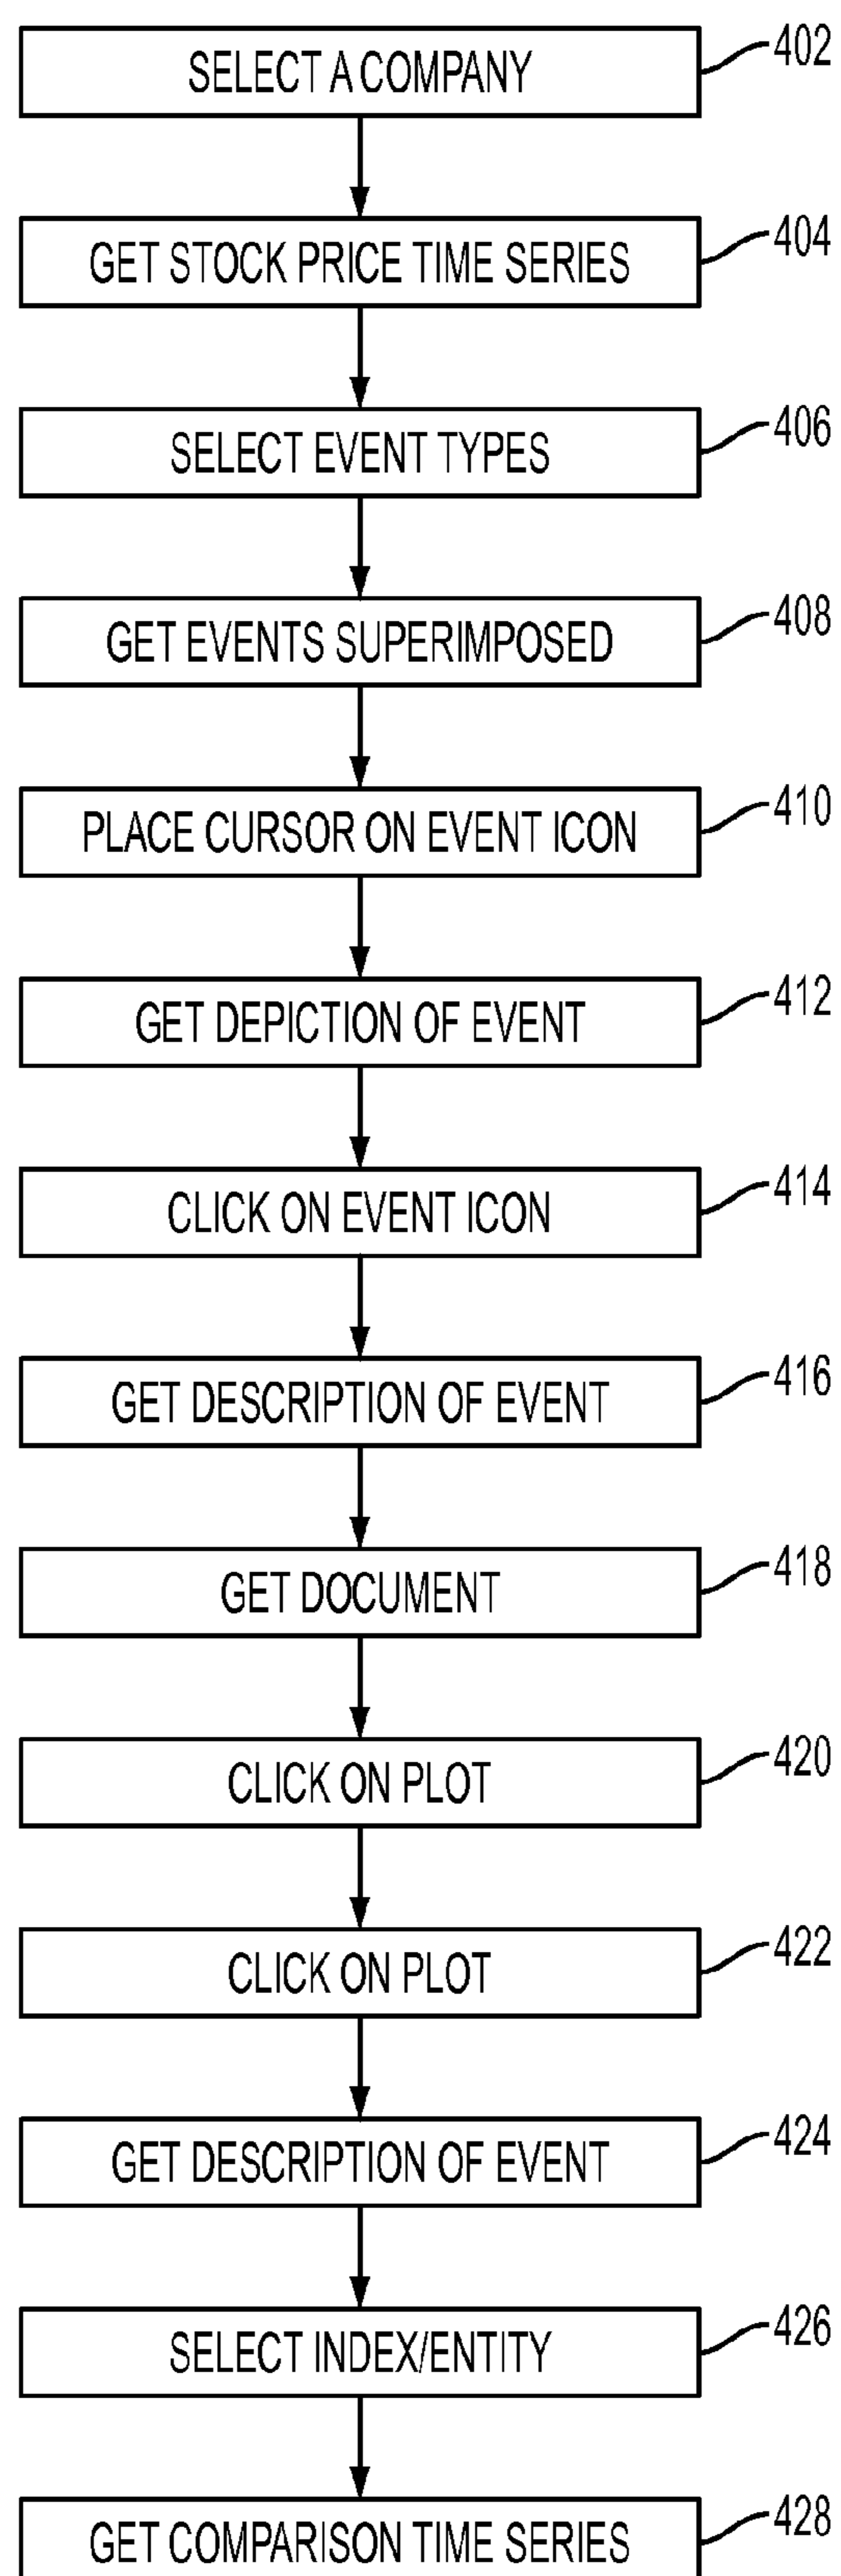 SELECT A COMPANY 402
GET STOCK PRICE TIME SERIES 404
SELECT EVENT TYPES 406
GET EVENTS SUPERIMPOSED 408
PLACE CURSOR ON EVENT ICON 410
GET DEPICTION OF EVENT 412
CLICK ON EVENT ICON 414
GET DESCRIPTION OF EVENT 416
GET DOCUMENT 418
CLICK ON PLOT 420
CLICK ON PLOT 422
GET DESCRIPTION OF EVENT 424
SELECT INDEX/ENTITY 426
GET COMPARISON TIME SERIES 428